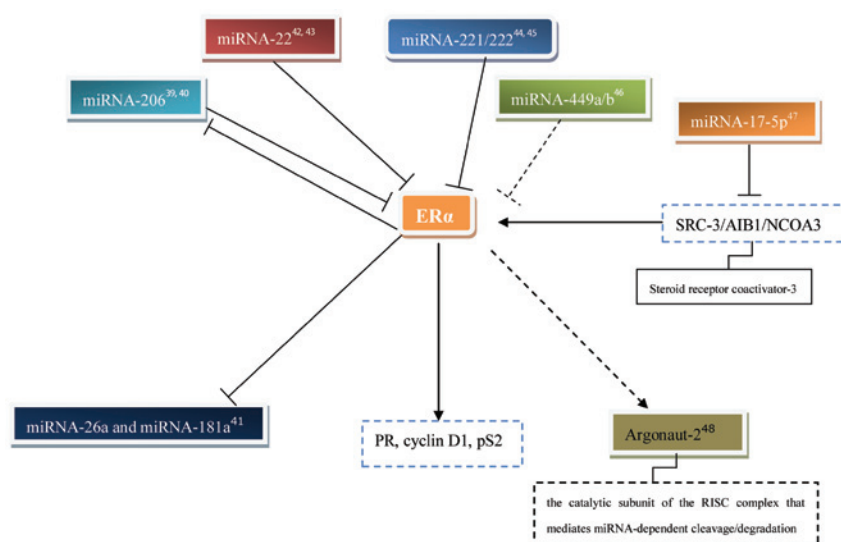 miRNA-22⁴²,⁴³
miRNA-221/222⁴⁴,⁴⁵
miRNA-206³⁹,⁴⁰
miRNA-449a/b⁴⁶
miRNA-17-5p⁴⁷
ERα
SRC-3/AIB1/NCOA3
Steroid receptor coactivator-3
miRNA-26a and miRNA-181a⁴¹
PR, cyclin D1, pS2
Argonaut-2⁴⁸
the catalytic subunit of the RISC complex that
mediates miRNA-dependent cleavage/degradation